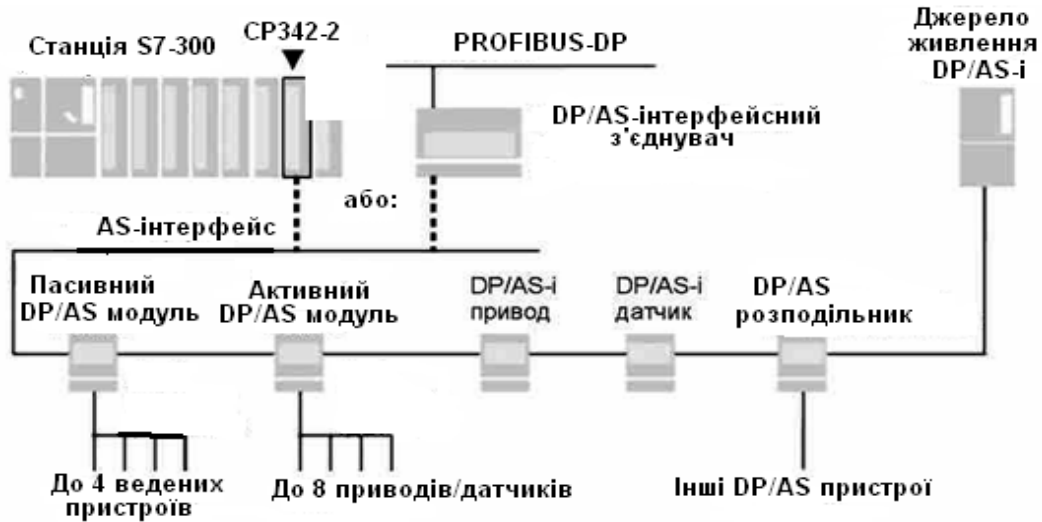 Станція S7-300
CP342-2
PROFIBUS-DP
Джерело
живлення
DP/AS-i
DP/AS-інтерфейсний
з'єднувач
або:
AS-інтерфейс
Пасивний
DP/AS модуль
Активний
DP/AS модуль
DP/AS-i
привод
DP/AS-i
датчик
DP/AS
розподільник
До 4 ведених
пристроїв
До 8 приводів/датчиків
Інші DP/AS пристрої